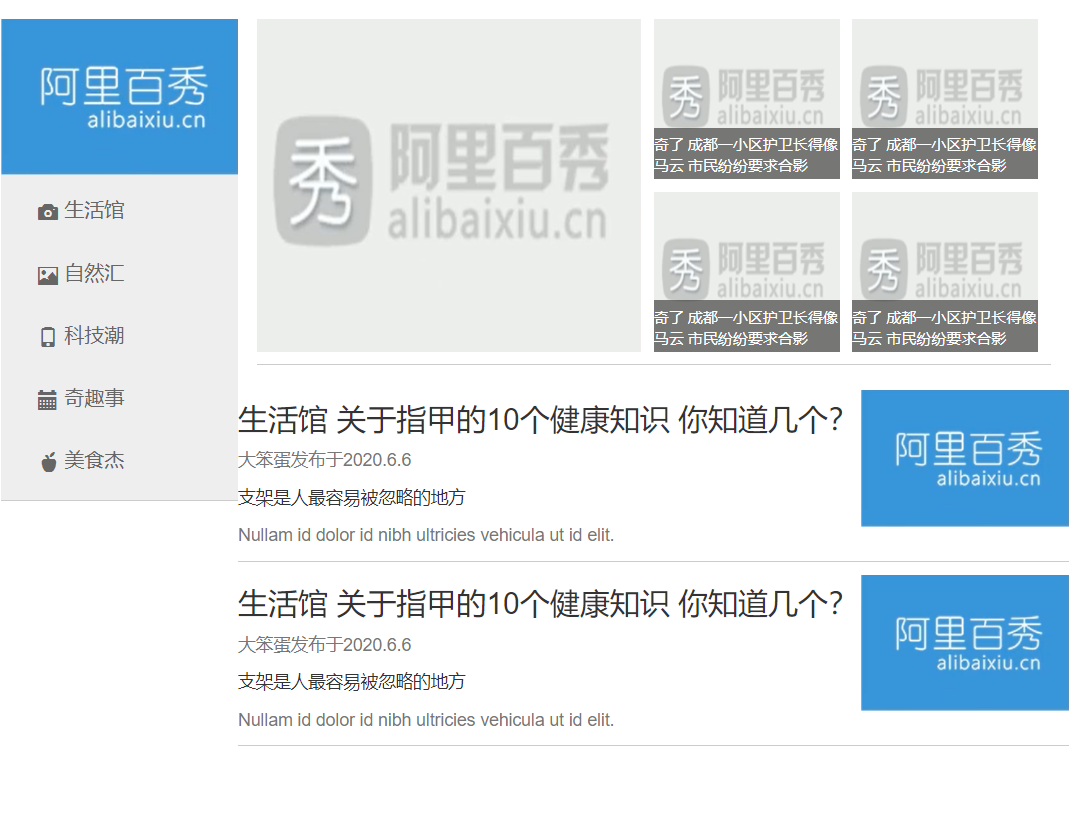 阿里百秀
alibaixiu.cn
生活馆
自然汇
科技潮
奇趣事
美食杰
秀 阿里百秀
alibaixiu.cn
秀 阿里百秀
alibaixiu.cn
奇了 成都一小区护卫长得像
马云 市民纷纷要求合影
秀 阿里百秀
alibaixiu.cn
奇了 成都一小区护卫长得像
马云 市民纷纷要求合影
秀 阿里百秀
alibaixiu.cn
奇了 成都一小区护卫长得像
马云 市民纷纷要求合影
秀 阿里百秀
alibaixiu.cn
奇了 成都一小区护卫长得像
马云 市民纷纷要求合影
生活馆 关于指甲的10个健康知识 你知道几个?
大笨蛋发布于2020.6.6
支架是人最容易被忽略的地方
Nullam id dolor id nibh ultricies vehicula ut id elit.
阿里百秀
alibaixiu.cn
生活馆 关于指甲的10个健康知识 你知道几个?
大笨蛋发布于2020.6.6
支架是人最容易被忽略的地方
Nullam id dolor id nibh ultricies vehicula ut id elit.
阿里百秀
alibaixiu.cn